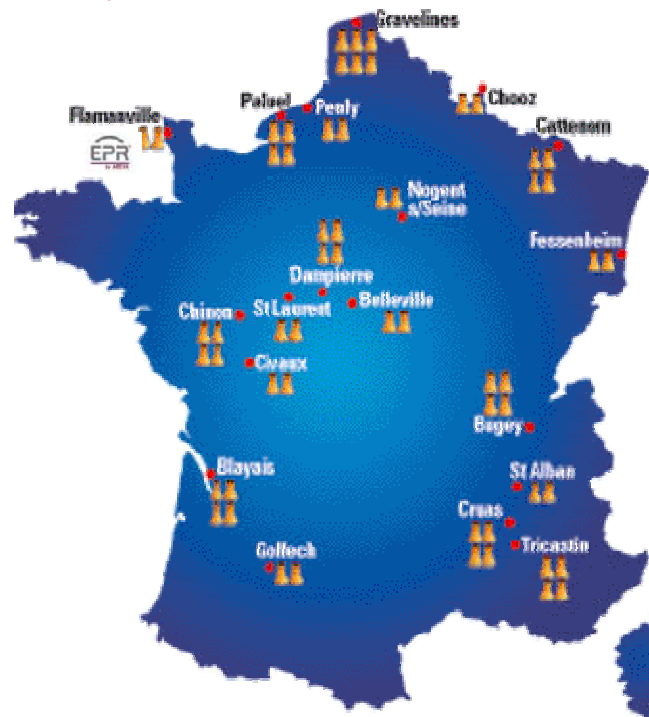 Gravelines
Chooz
Paluel
Penly
Flamanville
EPR
Cattenom
Nogent
s/Seine
Fessenheim
Dampierre
Belleville
St Laurent
Chinon
Civaux
Bugey
St Alban
Blayais
Cruas
Tricastin
Golfech